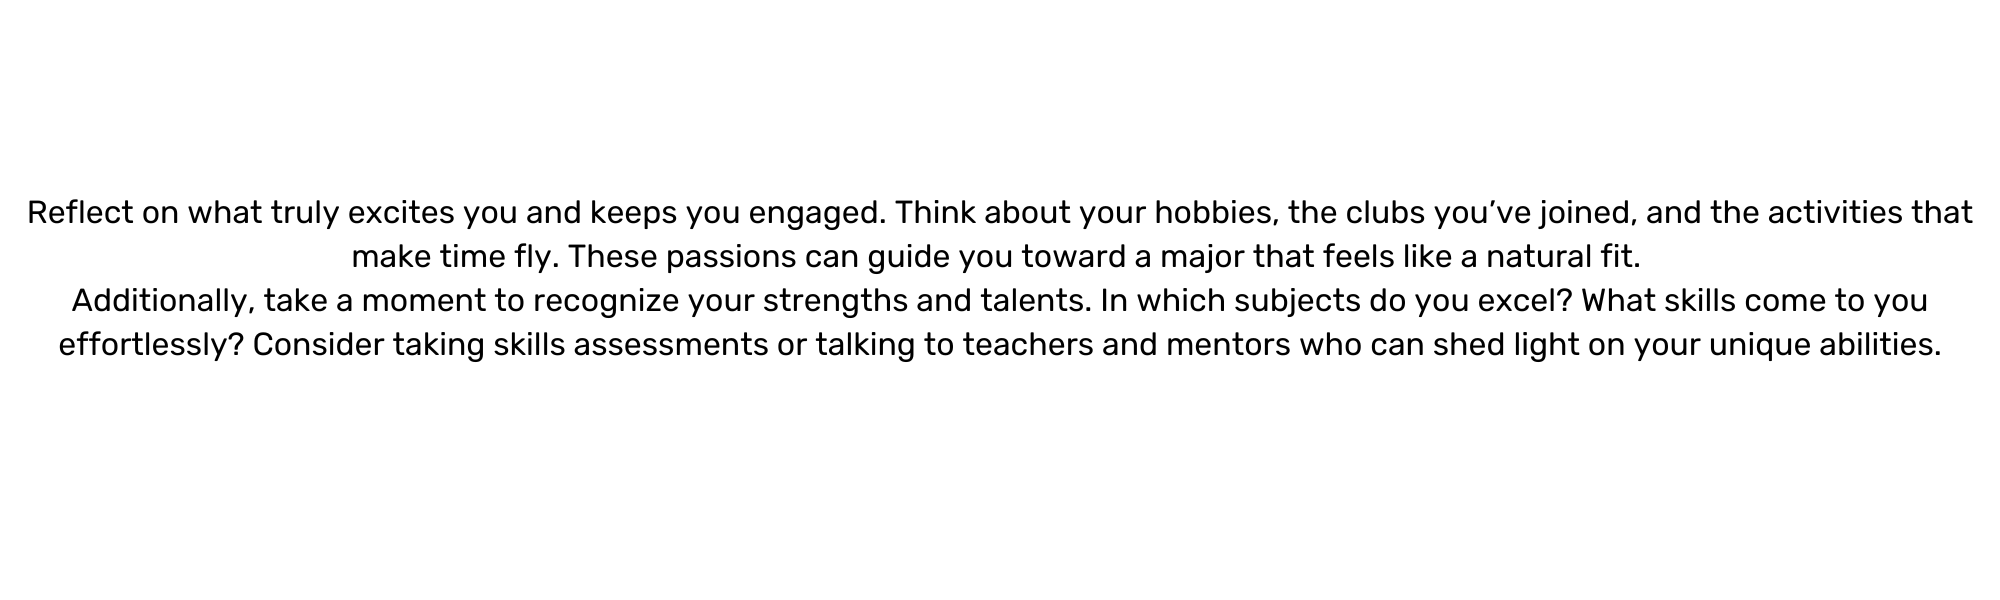 Reflect on what truly excites you and keeps you engaged. Think about your hobbies, the clubs you’ve joined, and the activities that
make time fly. These passions can guide you toward a major that feels like a natural fit.
Additionally, take a moment to recognize your strengths and talents. In which subjects do you excel? What skills come to you
effortlessly? Consider taking skills assessments or talking to teachers and mentors who can shed light on your unique abilities.